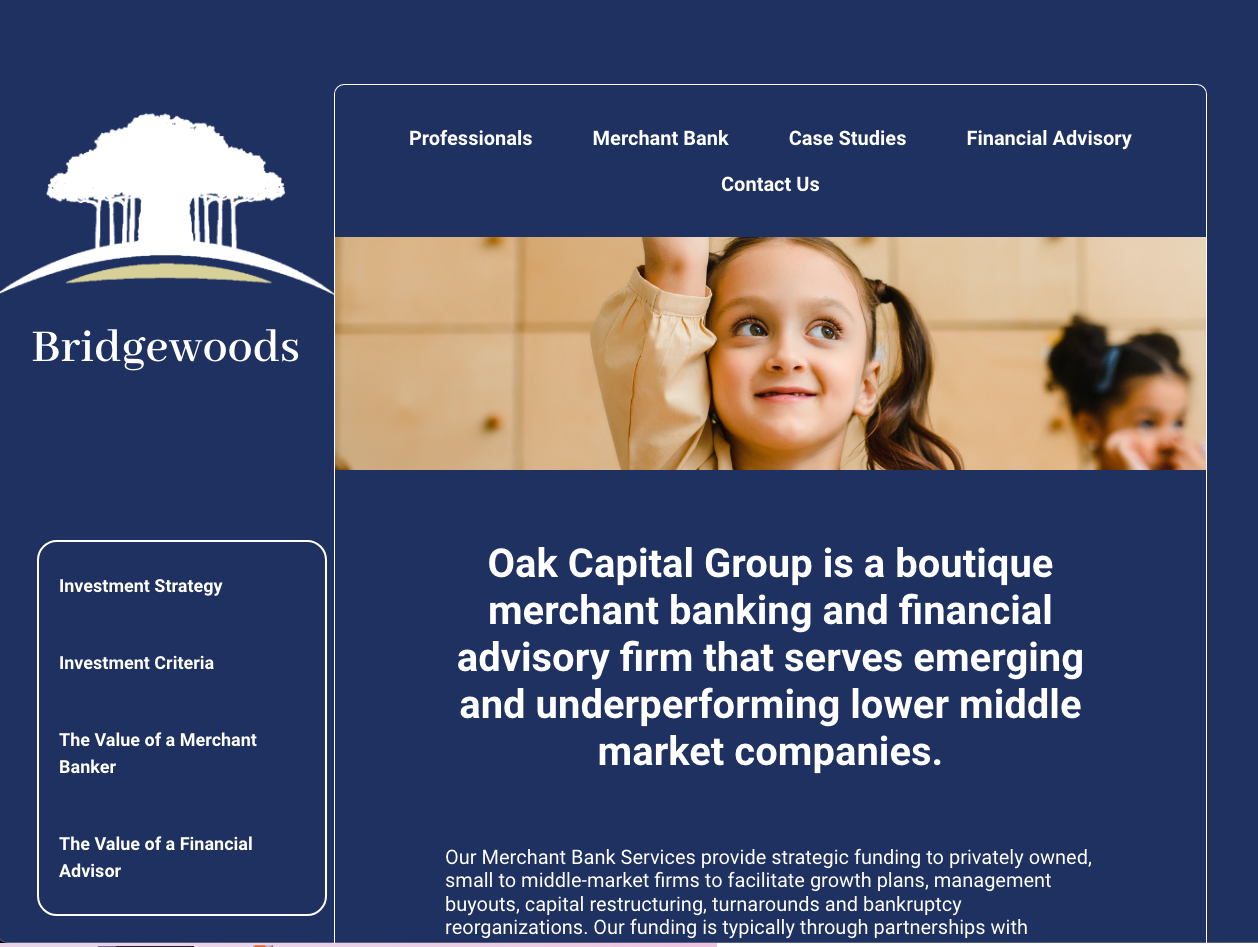 Professionals
Merchant Bank
Case Studies
Financial Advisory
Contact Us
Bridgewoods
Investment Strategy
Investment Criteria
The Value of a Merchant
Banker
The Value of a Financial
Advisor
Oak Capital Group is a boutique
merchant banking and financial
advisory firm that serves emerging
and underperforming lower middle
market companies.
Our Merchant Bank Services provide strategic funding to privately owned,
small to middle-market firms to facilitate growth plans, management
buyouts, capital restructuring, turnarounds and bankruptcy
reorganizations. Our funding is typically through partnerships with